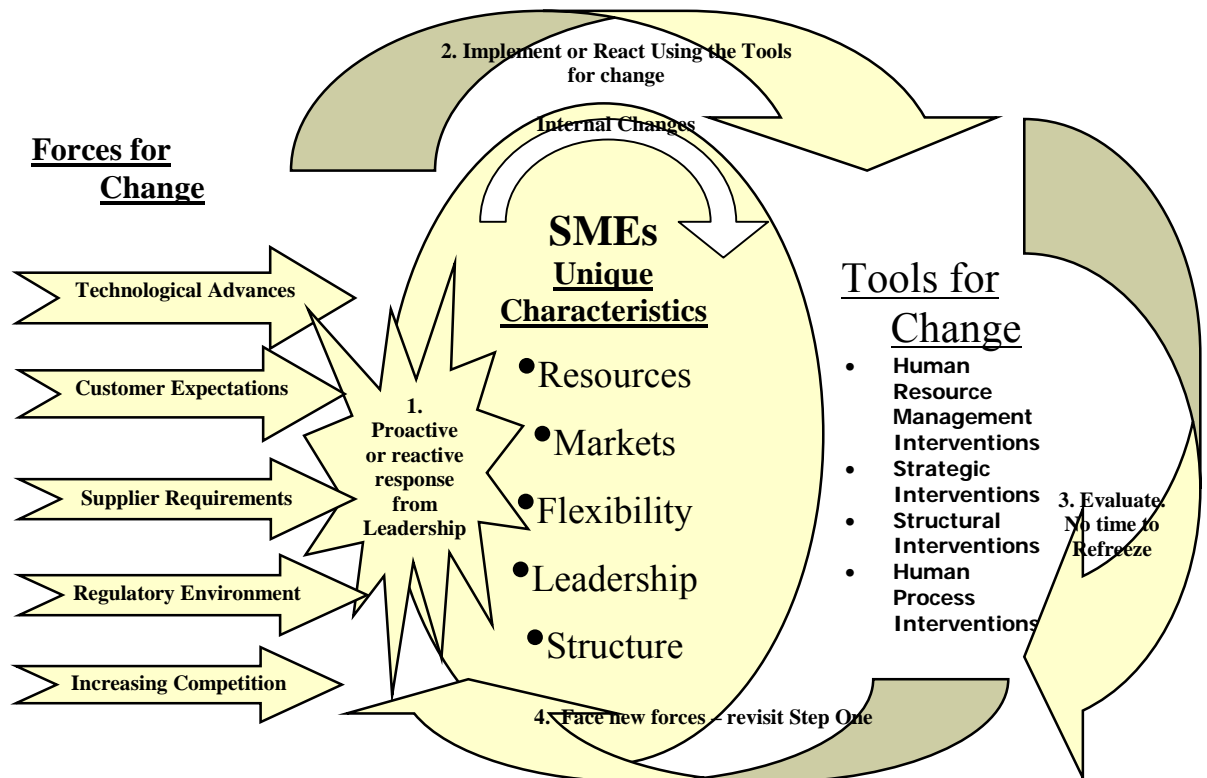 2. Implement or React Using the Tools
for change
Internal Changes
Forces for
Change
Technological Advances
Customer Expectations
Supplier Requirements
Regulatory Environment
Increasing Competition
1.
Proactive
or reactive
response
from
Leadership
SMEs
Unique
Characteristics
•Resources
•Markets
•Flexibility
•Leadership
•Structure
Tools for
Change
• Human
Resource
Management
Interventions
• Strategic
Interventions
• Structural
Interventions
• Human
Process
Interventions
3. Evaluate.
No time to
Refreeze
4. Face new forces – revisit Step One